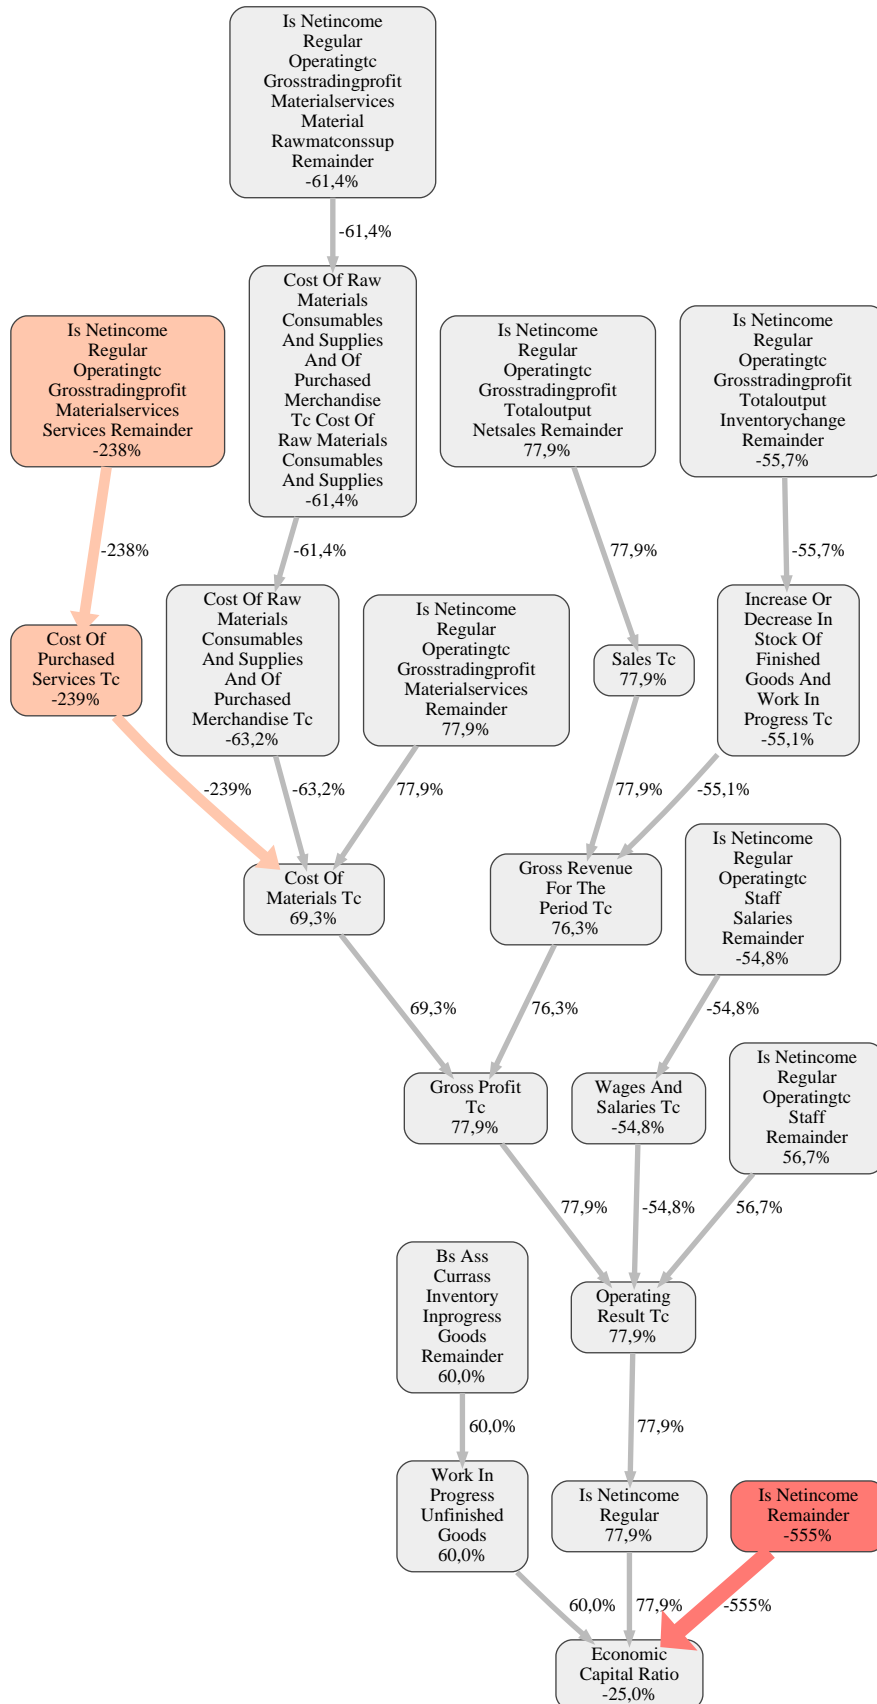 Is Netincome
Regular
Operatingtc
Grosstradingprofit
Materialservices
Material
Rawmatconssup
Remainder
-61,4%
-61,4%
Is Netincome
Regular
Operatingtc
Grosstradingprofit
Materialservices
Services Remainder
-238%
Cost Of Raw
Materials
Consumables
And Supplies
And Of
Purchased
Merchandise
Tc Cost Of
Raw Materials
Consumables
And Supplies
-61,4%
Is Netincome
Regular
Operatingtc
Grosstradingprofit
Totaloutput
Netsales Remainder
77,9%
Is Netincome
Regular
Operatingtc
Grosstradingprofit
Totaloutput
Inventorychange
Remainder
-55,7%
-238%
-61,4%
77,9%
-55,7%
Cost Of
Purchased
Services Tc
-239%
Cost Of Raw
Materials
Consumables
And Supplies
And Of
Purchased
Merchandise Tc
-63,2%
Is Netincome
Regular
Operatingtc
Grosstradingprofit
Materialservices
Remainder
77,9%
Sales Tc
77,9%
Increase Or
Decrease In
Stock Of
Finished
Goods And
Work In
Progress Tc
-55,1%
-239%
-63,2%
77,9%
77,9%
-55,1%
Cost Of
Materials Tc
69,3%
Gross Revenue
For The
Period Tc
76,3%
Is Netincome
Regular
Operatingtc
Staff
Salaries
Remainder
-54,8%
69,3%
76,3%
-54,8%
Gross Profit
Tc
77,9%
Wages And
Salaries Tc
-54,8%
Is Netincome
Regular
Operatingtc
Staff
Remainder
56,7%
77,9%
-54,8%
56,7%
Bs Ass
Currass
Inventory
Inprogress
Goods
Remainder
60,0%
Operating
Result Tc
77,9%
60,0%
77,9%
Work In
Progress
Unfinished
Goods
60,0%
Is Netincome
Regular
77,9%
Is Netincome
Remainder
-555%
60,0%
77,9%
-555%
Economic
Capital Ratio
-25,0%